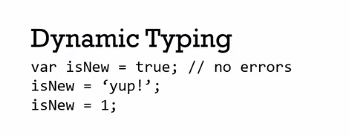 Dynamic Typing
var isNew = true; // no errors
isNew = ‘yup!’;
isNew = 1;